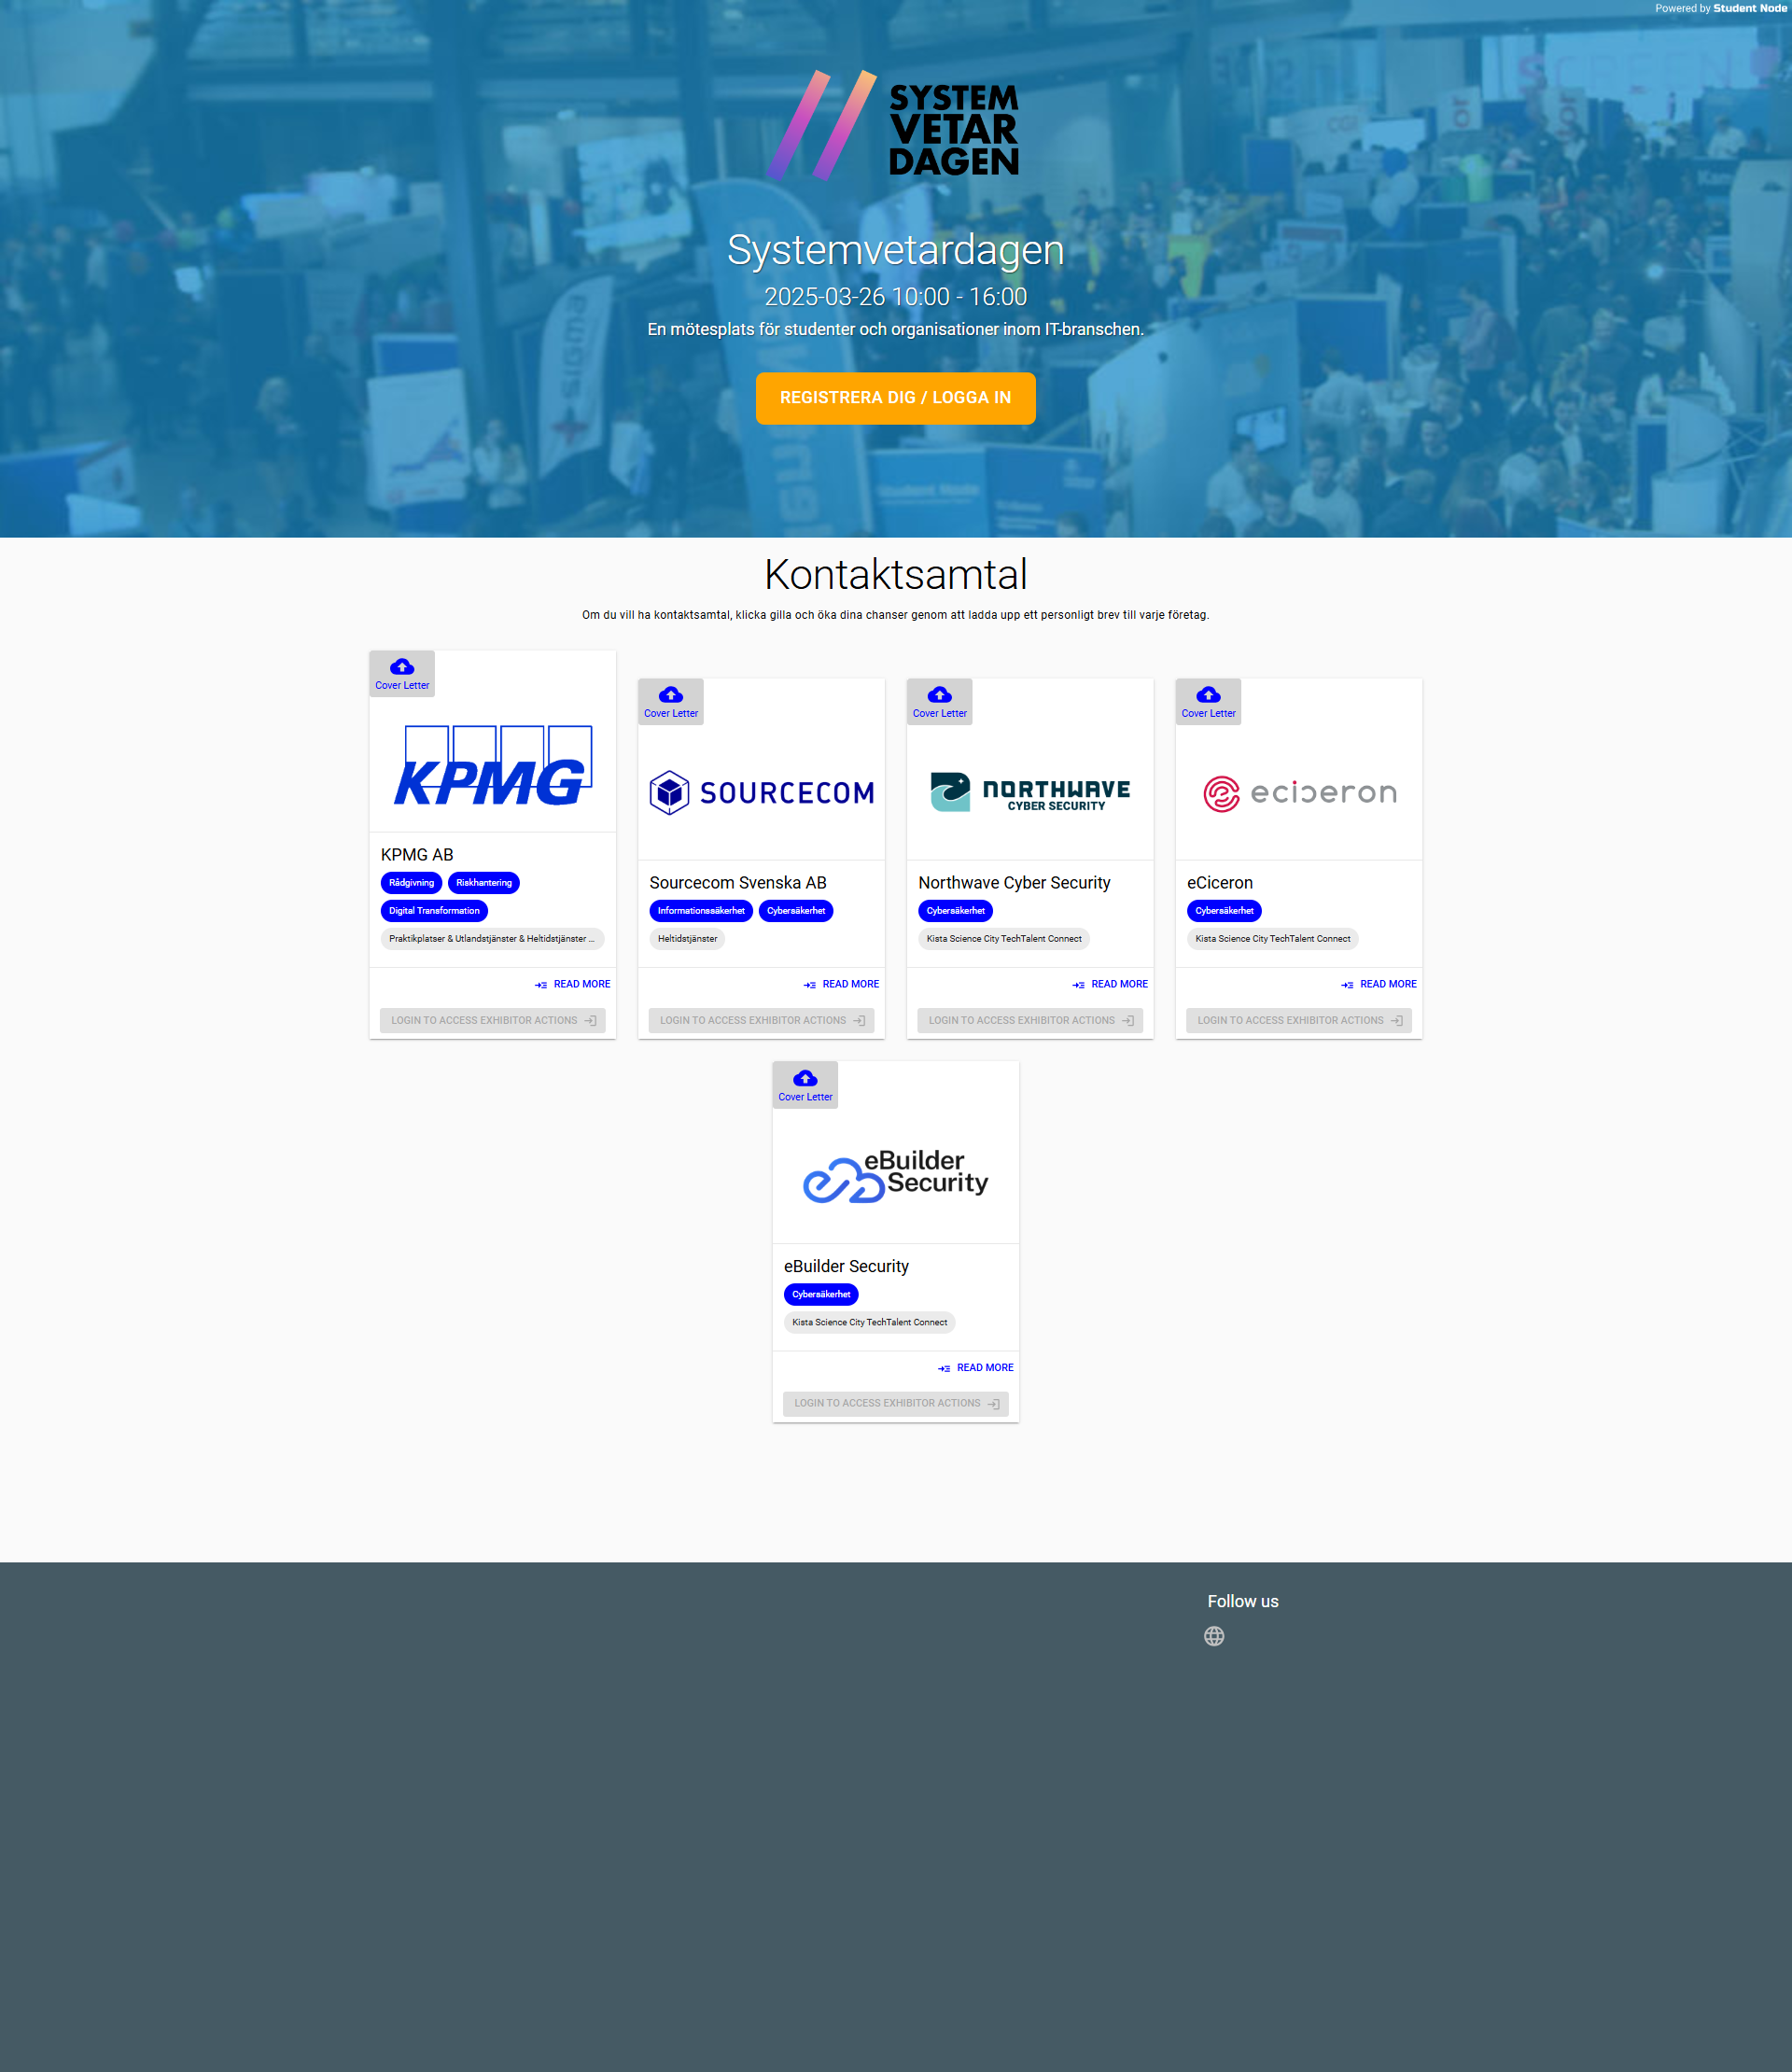 Powered by Student Node
SYSTEM
VETAR
DAGEN
Systemvetardagen
2025-03-26 10:00 - 16:00
En mötesplats för studenter och organisationer inom IT-branschen.
REGISTRERA DIG / LOGGA IN
Student Node
Kontaktsamtal
Om du vill ha kontaktsamtal, klicka gilla och öka dina chanser genom att ladda upp ett personligt brev till varje företag.
Cover Letter
KPMG
KPMG AB
Rådgivning
Riskhantering
Digital Transformation
Praktikplatser & Utlandstjänster & Heltidstjänster ...
READ MORE
LOGIN TO ACCESS EXHIBITOR ACTIONS
Cover Letter
SOURCECOM
Sourcecom Svenska AB
Informationssäkerhet
Cybersäkerhet
Heltidstjänster
READ MORE
LOGIN TO ACCESS EXHIBITOR ACTIONS
Cover Letter
NORTHWAVE
CYBER SECURITY
Northwave Cyber Security
Cybersäkerhet
Kista Science City TechTalent Connect
READ MORE
LOGIN TO ACCESS EXHIBITOR ACTIONS
Cover Letter
eciceron
eCiceron
Cybersäkerhet
Kista Science City TechTalent Connect
READ MORE
LOGIN TO ACCESS EXHIBITOR ACTIONS
Cover Letter
eBuilder
Security
eBuilder Security
Cybersäkerhet
Kista Science City TechTalent Connect
READ MORE
LOGIN TO ACCESS EXHIBITOR ACTIONS
Follow us